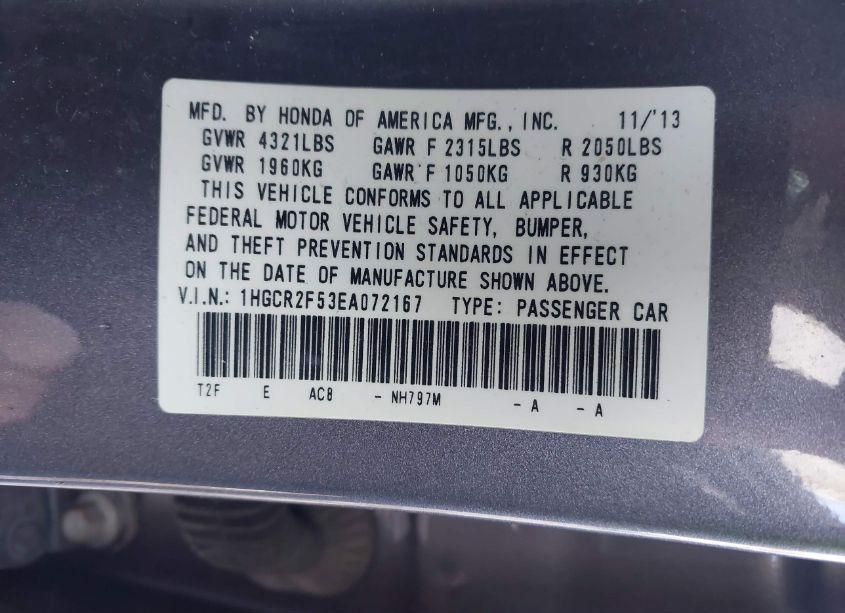 MFD. BY HONDA OF AMERICA MFG., INC. 11/'13
GVWR 4321LBS GAWR F 2315LBS R 2050LBS
GVWR 1960KG GAWR F 1050KG R 930KG
THIS VEHICLE CONFORMS TO ALL APPLICABLE
FEDERAL MOTOR VEHICLE SAFETY, BUMPER,
AND THEFT PREVENTION STANDARDS IN EFFECT
ON THE DATE OF MANUFACTURE SHOWN ABOVE.
V.I.N.: 1HGCR2F53EA072167 TYPE: PASSENGER CAR
T2F E AC8 - NH797M - A - A